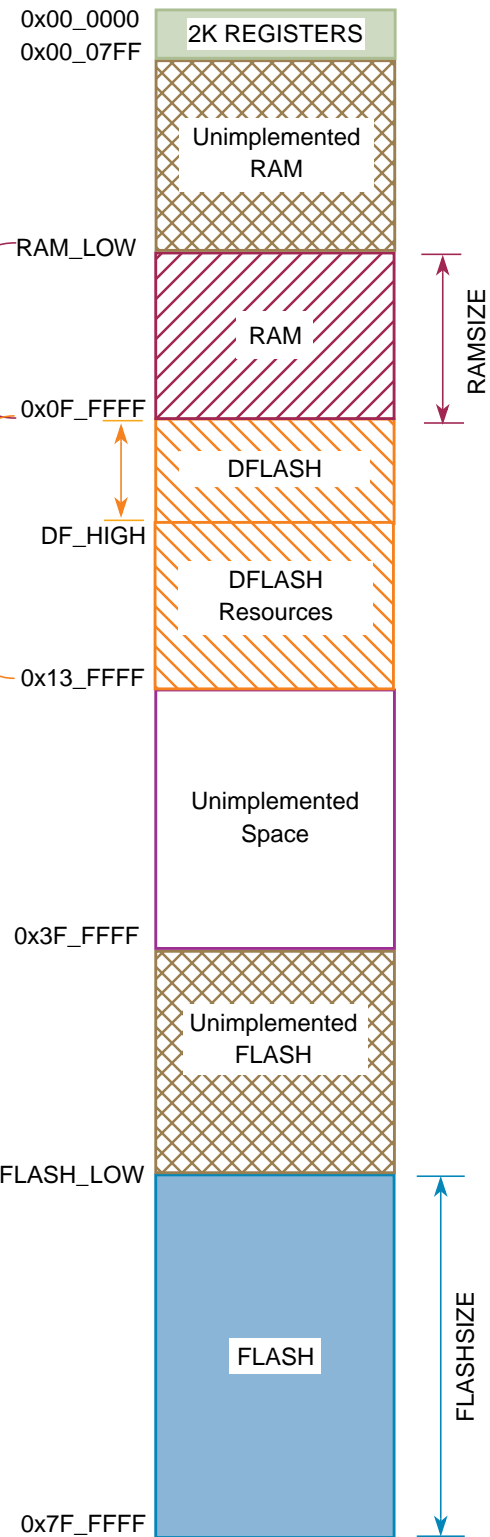 0x00_0000
2K REGISTERS
0x00_07FF
Unimplemented
RAM
RAM_LOW
RAM
RAMSIZE
0x0F_FFFF
DFLASH
DF_HIGH
DFLASH
Resources
0x13_FFFF
Unimplemented
Space
0x3F_FFFF
Unimplemented
FLASH
FLASH_LOW
FLASH
FLASHSIZE
0x7F_FFFF